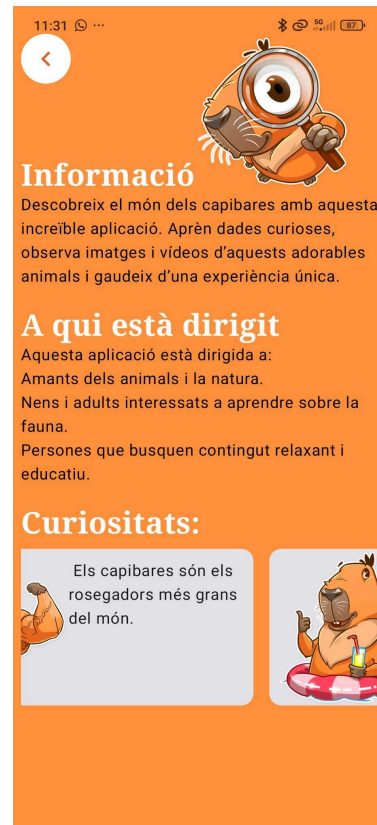 11:31
5G
87
Informació
Descobreix el món dels capibares amb aquesta
increïble aplicació. Aprèn dades curioses,
observa imatges i vídeos d'aquests adorables
animals i gaudeix d'una experiència única.
A qui està dirigit
Aquesta aplicació està dirigida a:
Amants dels animals i la natura.
Nens i adults interessats a aprendre sobre la
fauna.
Persones que busquen contingut relaxant i
educatiu.
Curiositats:
Els capibares són els
rosegadors més grans
del món.